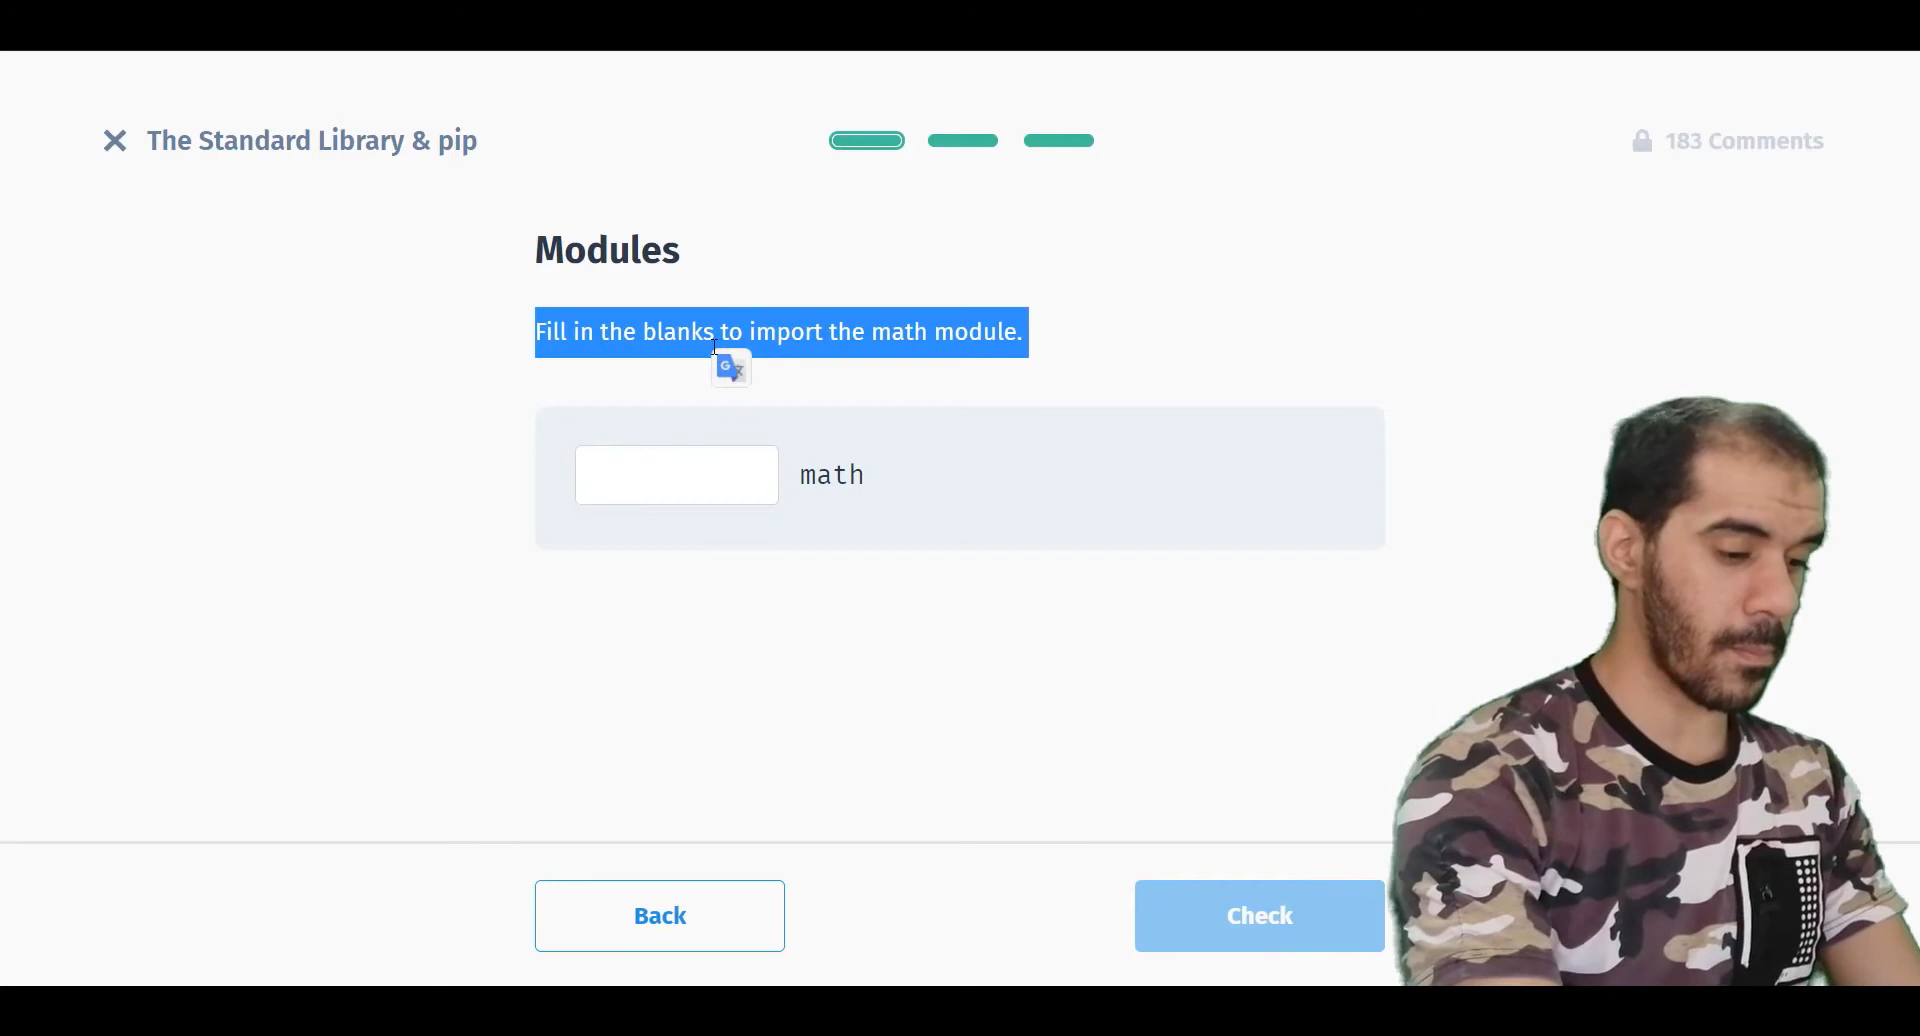 The Standard Library & pip
183 Comments
Modules
Fill in the blanks to import the math module.
math
Back
Check